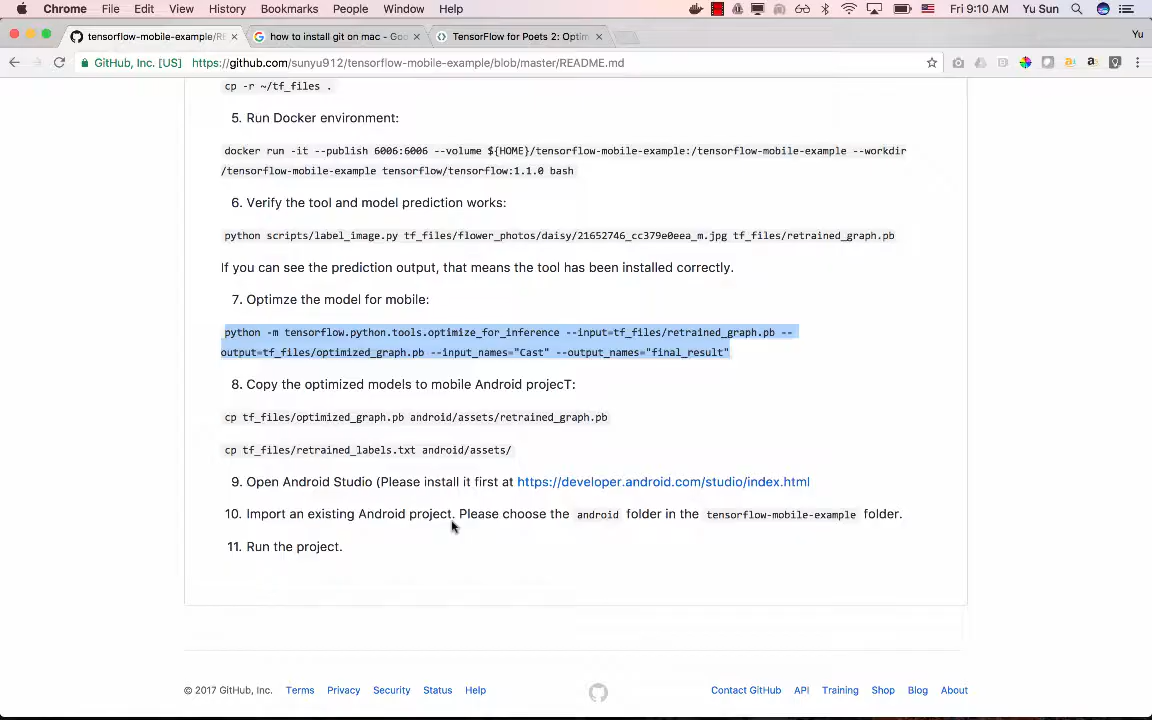 Chrome File Edit View History Bookmarks People Window Help Fri 9:10 AM Yu Sun
tensorflow-mobile-example/RE × how to install git on mac - Goo × TensorFlow for Poets 2: Optim × Yu
GitHub, Inc. [US] https://github.com/sunyu912/tensorflow-mobile-example/blob/master/README.md
cp -r ~/tf_files .
5. Run Docker environment:
docker run -it --publish 6006:6006 --volume ${HOME}/tensorflow-mobile-example:/tensorflow-mobile-example --workdir
/tensorflow-mobile-example tensorflow/tensorflow:1.1.0 bash
6. Verify the tool and model prediction works:
python scripts/label_image.py tf_files/flower_photos/daisy/21652746_cc379e0eea_m.jpg tf_files/retrained_graph.pb
If you can see the prediction output, that means the tool has been installed correctly.
7. Optimze the model for mobile:
python -m tensorflow.python.tools.optimize_for_inference --input=tf_files/retrained_graph.pb --
output=tf_files/optimized_graph.pb --input_names="Cast" --output_names="final_result"
8. Copy the optimized models to mobile Android projecT:
cp tf_files/optimized_graph.pb android/assets/retrained_graph.pb
cp tf_files/retrained_labels.txt android/assets/
9. Open Android Studio (Please install it first at https://developer.android.com/studio/index.html
10. Import an existing Android project. Please choose the android folder in the tensorflow-mobile-example folder.
11. Run the project.
© 2017 GitHub, Inc. Terms Privacy Security Status Help Contact GitHub API Training Shop Blog About